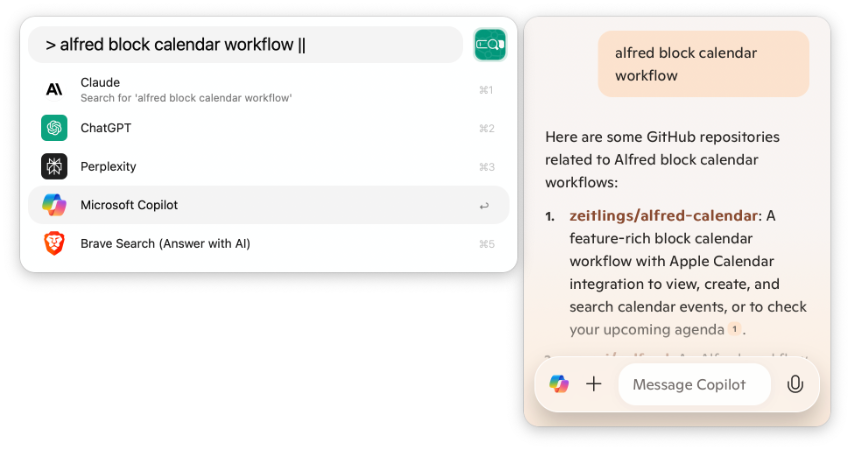 > alfred block calendar workflow ||
Claude
Search for 'alfred block calendar workflow'
⌘1
ChatGPT
⌘2
Perplexity
⌘3
Microsoft Copilot
↩
Brave Search (Answer with AI)
⌘5
alfred block calendar
workflow
Here are some GitHub repositories
related to Alfred block calendar
workflows:
1. zeitlings/alfred-calendar: A
feature-rich block calendar
workflow with Apple Calendar
integration to view, create, and
search calendar events, or to check
your upcoming agenda 1.
Message Copilot